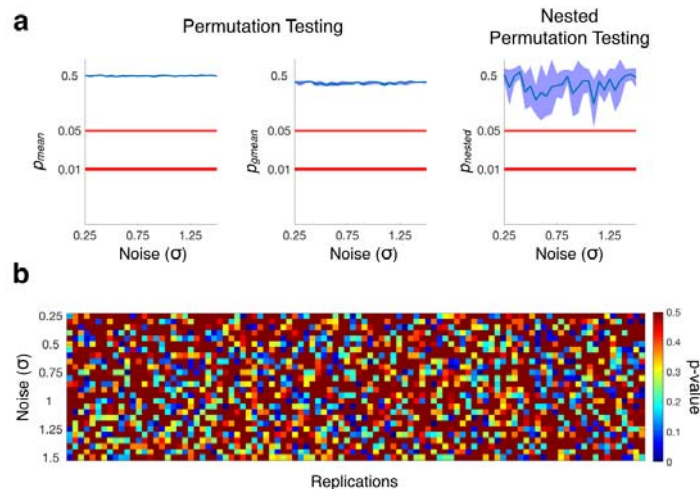 a
Permutation Testing
Nested
Permutation Testing
p_mean
0.5
0.05
0.01
0.25 0.75 1.25
Noise (σ)
p_gmean
0.5
0.05
0.01
0.25 0.75 1.25
Noise (σ)
p_nested
0.5
0.05
0.01
0.25 0.75 1.25
Noise (σ)
b
Noise (σ)
0.25
0.5
0.75
1
1.25
1.5
Replications
0.5
0.4
0.3
0.2
0.1
0
p-value